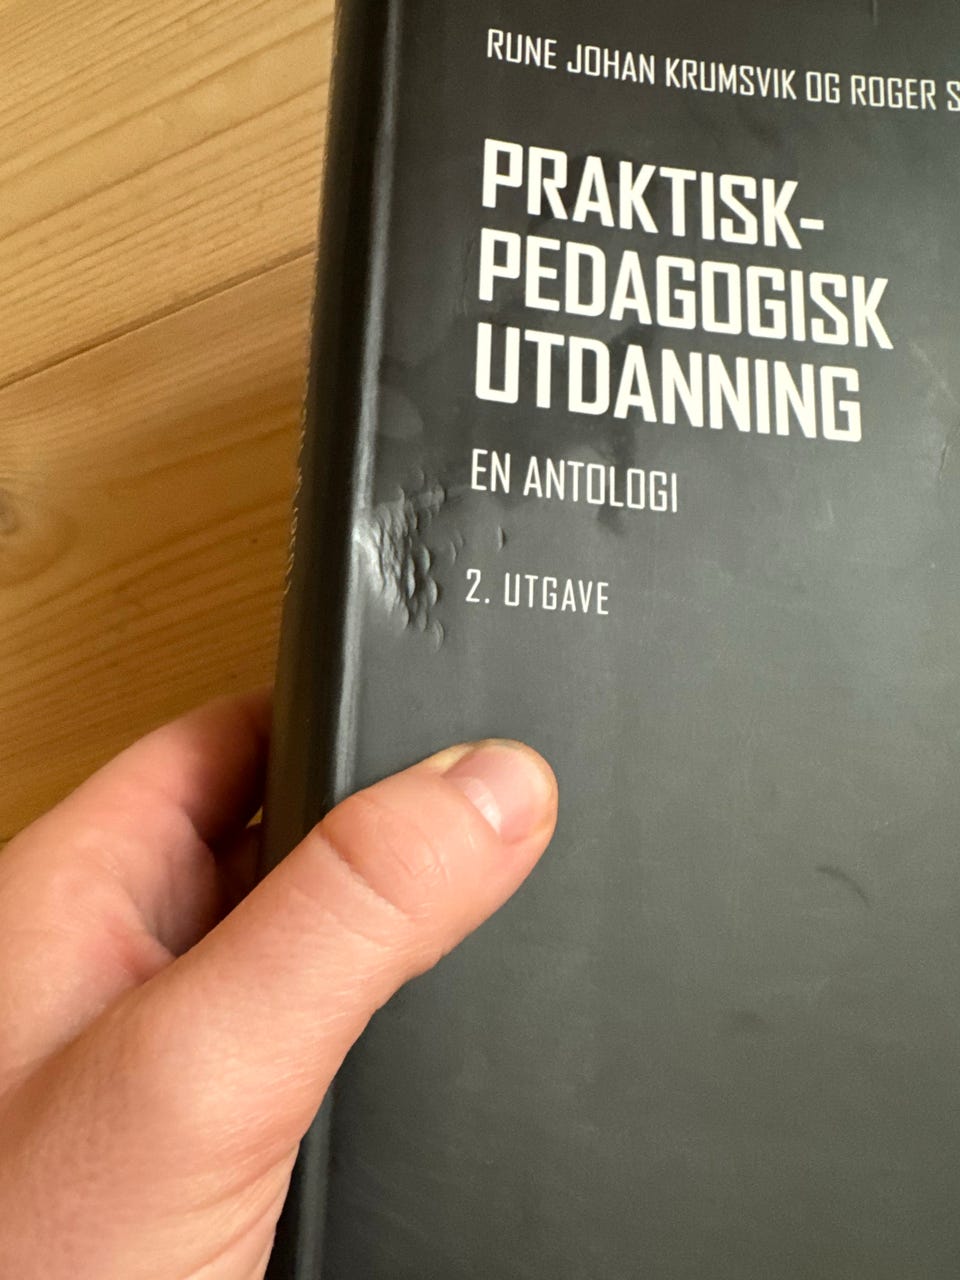 RUNE JOHAN KRUMSVIK OG ROGER
PRAKTISK-
PEDAGOGISK
UTDANNING
EN ANTOLOGI
2. UTGAVE